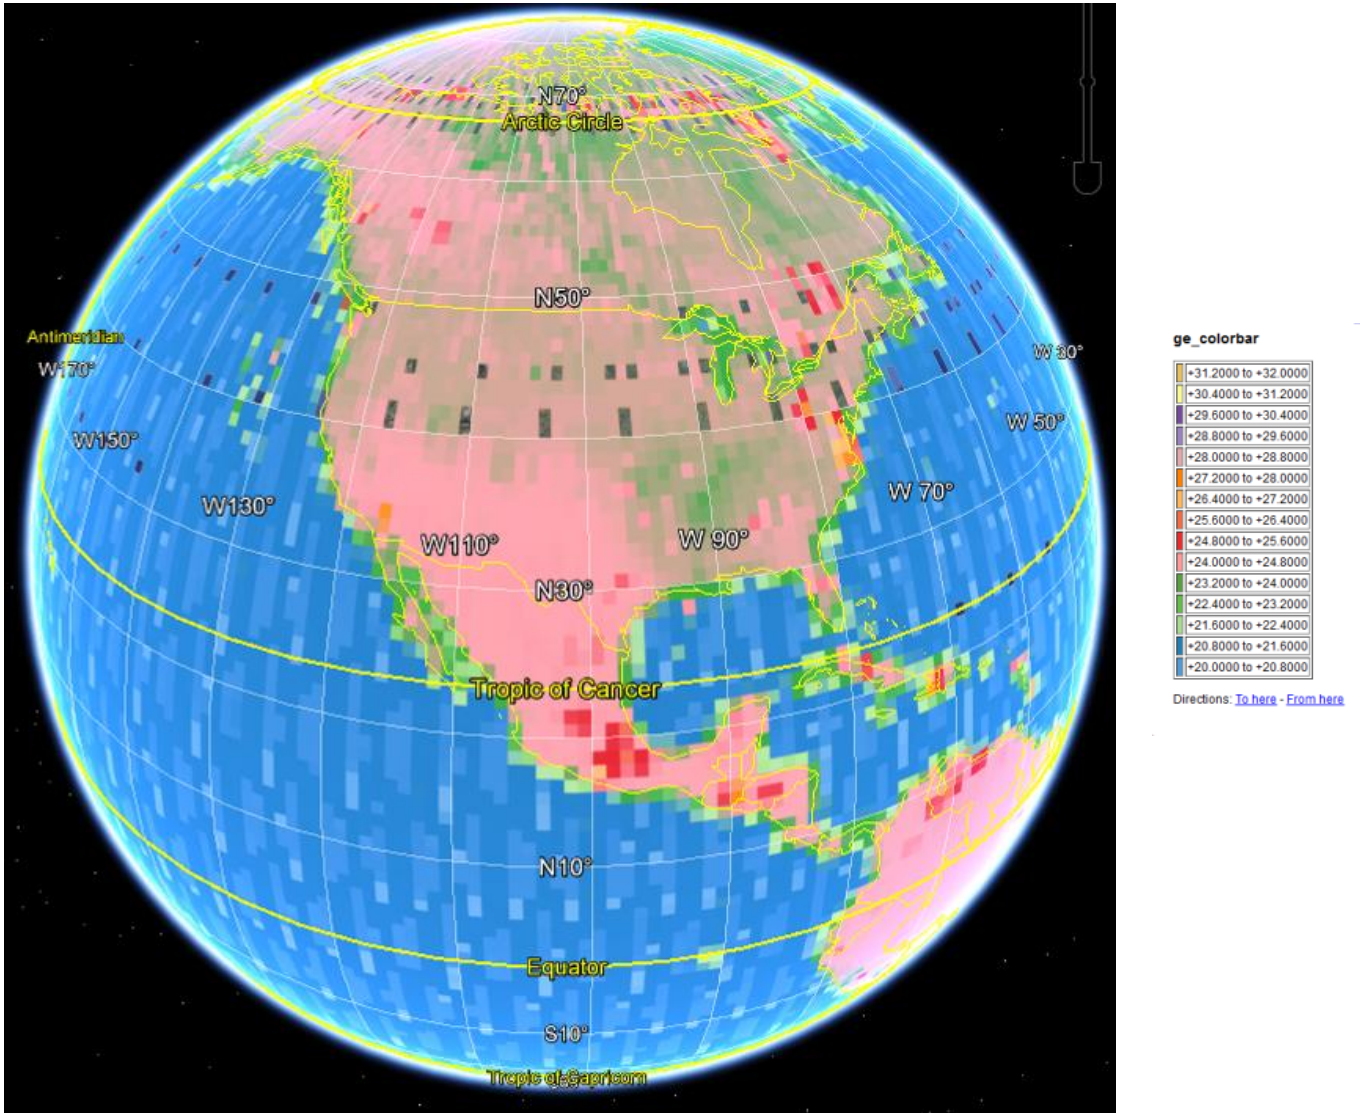 N70°
Arctic Circle
N50°
Antimeridian
W170°
W 30°
W150°
W 50°
W130°
W 70°
W110°
W 90°
N30°
Tropic of Cancer
N10°
Equator
S10°
Tropic of Capricorn
ge_colorbar
+31.2000 to +32.0000
+30.4000 to +31.2000
+29.6000 to +30.4000
+28.8000 to +29.6000
+28.0000 to +28.8000
+27.2000 to +28.0000
+26.4000 to +27.2000
+25.6000 to +26.4000
+24.8000 to +25.6000
+24.0000 to +24.8000
+23.2000 to +24.0000
+22.4000 to +23.2000
+21.6000 to +22.4000
+20.8000 to +21.6000
+20.0000 to +20.8000
Directions: To here - From here